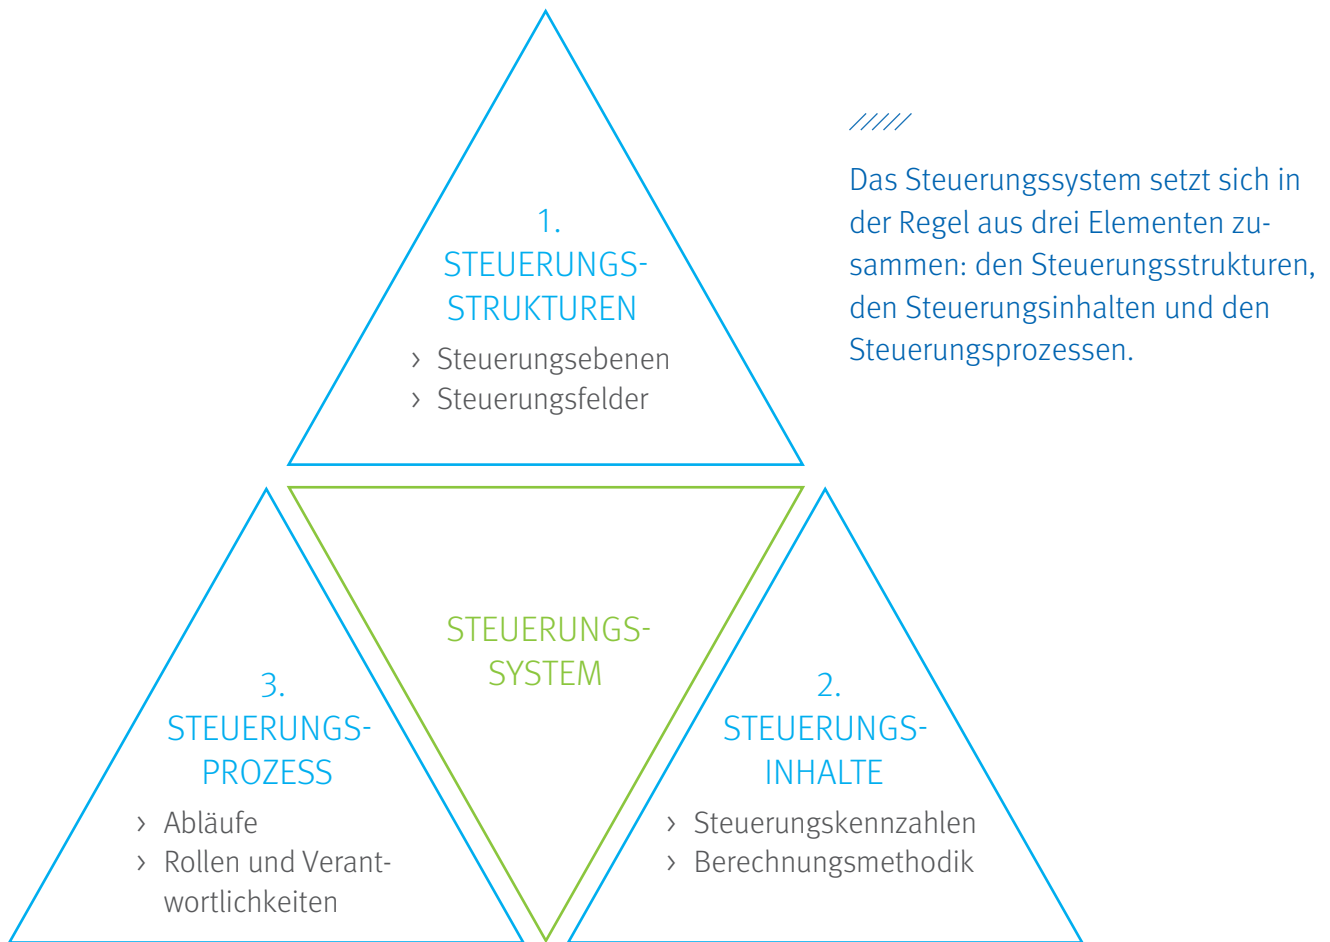 1.
STEUERUNGS-
STRUKTUREN
› Steuerungsebenen
› Steuerungsfelder
/////
Das Steuerungssystem setzt sich in
der Regel aus drei Elementen zu-
sammen: den Steuerungsstrukturen,
den Steuerungsinhalten und den
Steuerungsprozessen.
STEUERUNGS-
SYSTEM
3.
STEUERUNGS-
PROZESS
› Abläufe
› Rollen und Verant-
wortlichkeiten
2.
STEUERUNGS-
INHALTE
› Steuerungskennzahlen
› Berechnungsmethodik